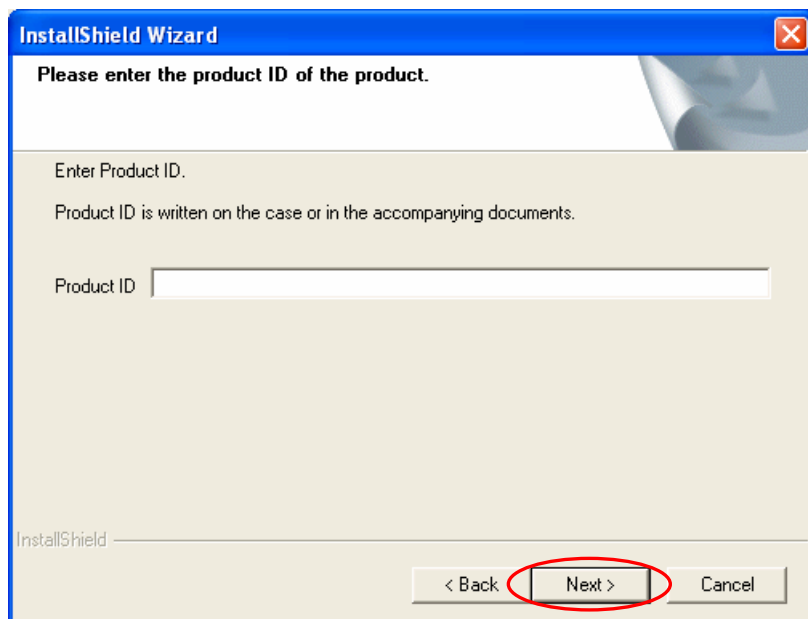 InstallShield Wizard
Please enter the product ID of the product.
Enter Product ID.
Product ID is written on the case or in the accompanying documents.
Product ID
InstallShield
< Back Next > Cancel